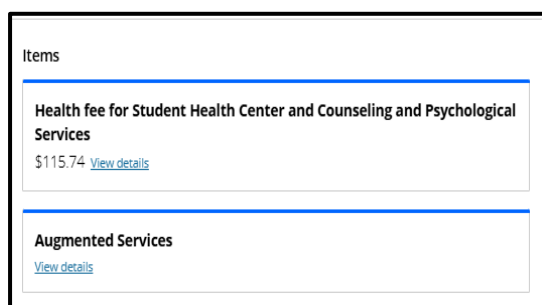 Items
Health fee for Student Health Center and Counseling and Psychological
Services
$115.74 View details
Augmented Services
View details